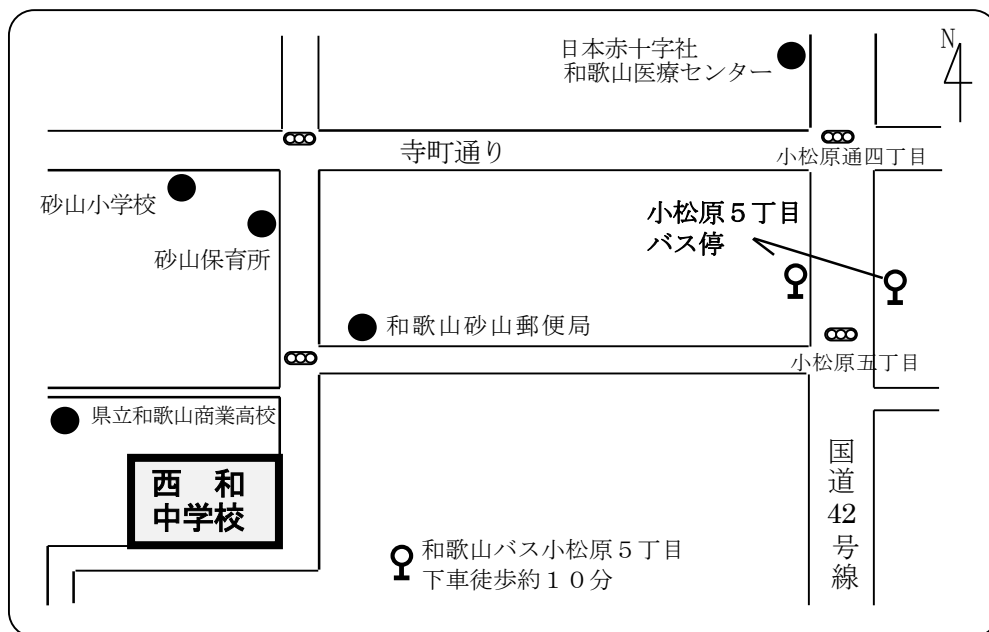 日本赤十字社
和歌山医療センター
N
寺町通り
小松原通四丁目
砂山小学校
小松原５丁目
バス停
砂山保育所
和歌山砂山郵便局
小松原五丁目
県立和歌山商業高校
西　和
中学校
国道42号線
和歌山バス小松原５丁目
下車徒歩約１０分